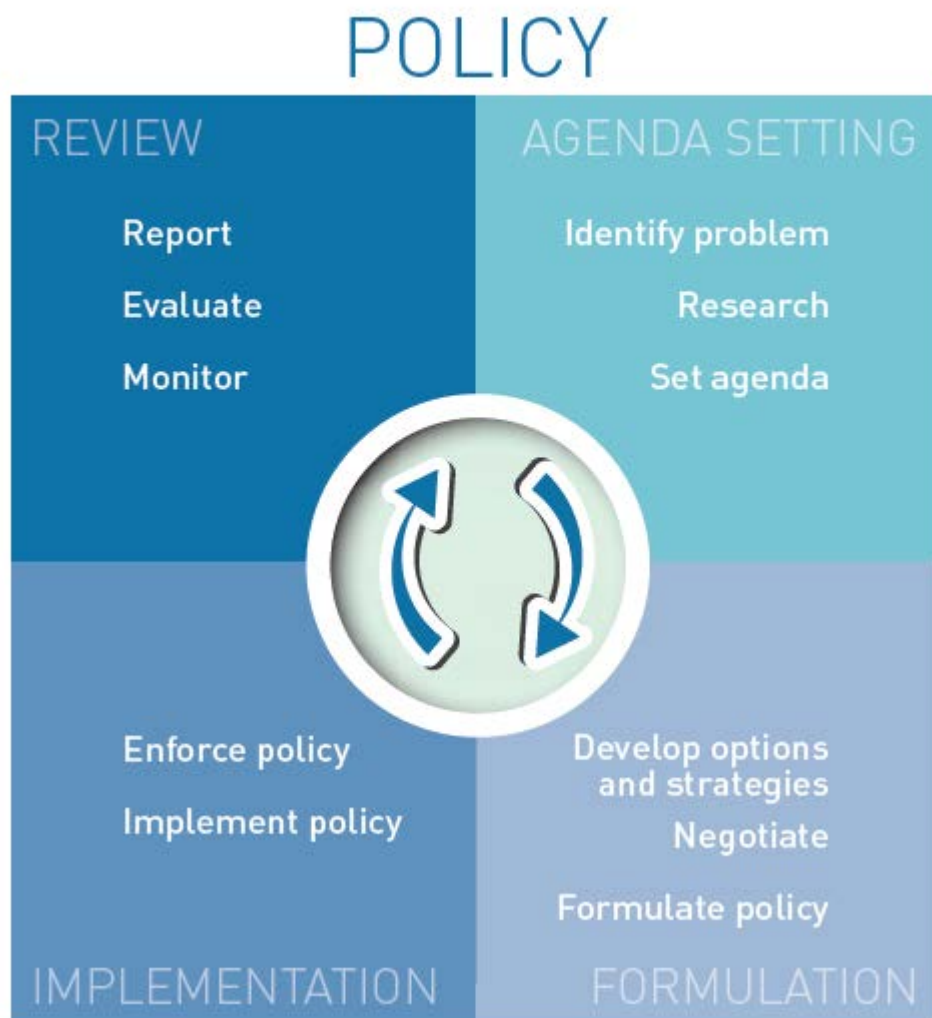 POLICY
REVIEW
Report
Evaluate
Monitor
AGENDA SETTING
Identify problem
Research
Set agenda
Enforce policy
Implement policy
IMPLEMENTATION
Develop options
and strategies
Negotiate
Formulate policy
FORMULATION